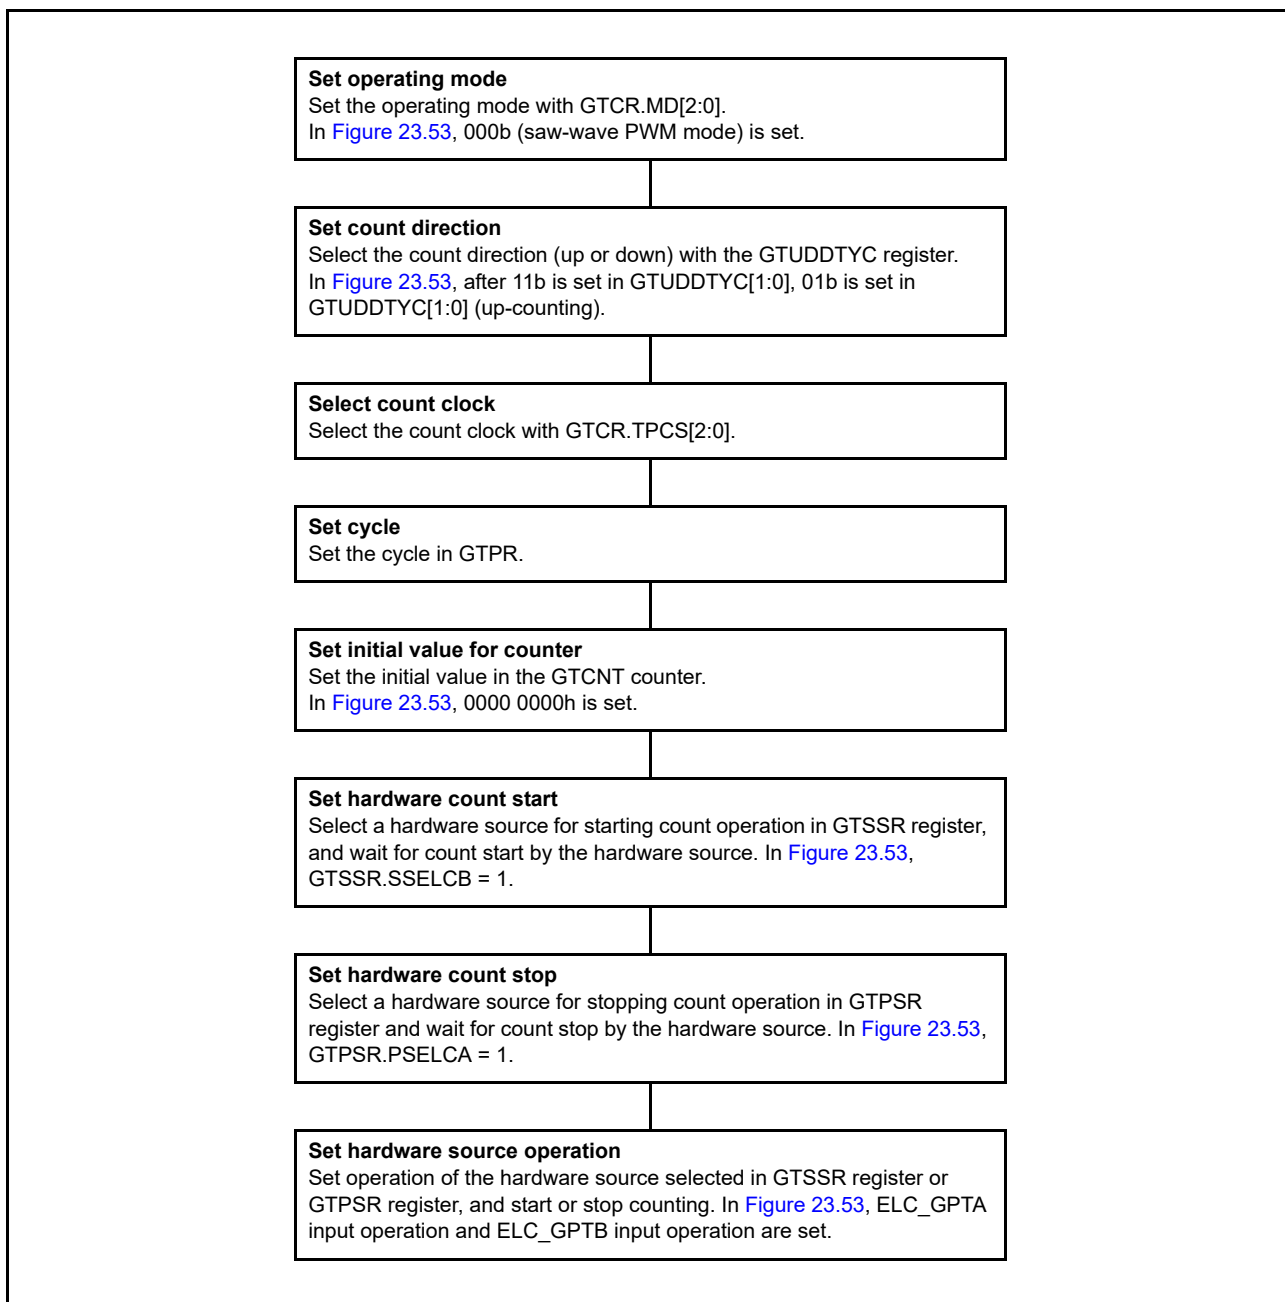 Set operating mode
Set the operating mode with GTCR.MD[2:0].
In Figure 23.53, 000b (saw-wave PWM mode) is set.
Set count direction
Select the count direction (up or down) with the GTUDDTYC register.
In Figure 23.53, after 11b is set in GTUDDTYC[1:0], 01b is set in
GTUDDTYC[1:0] (up-counting).
Select count clock
Select the count clock with GTCR.TPCS[2:0].
Set cycle
Set the cycle in GTPR.
Set initial value for counter
Set the initial value in the GTCNT counter.
In Figure 23.53, 0000 0000h is set.
Set hardware count start
Select a hardware source for starting count operation in GTSSR register,
and wait for count start by the hardware source. In Figure 23.53,
GTSSR.SSELCB = 1.
Set hardware count stop
Select a hardware source for stopping count operation in GTPSR
register and wait for count stop by the hardware source. In Figure 23.53,
GTPSR.PSELCA = 1.
Set hardware source operation
Set operation of the hardware source selected in GTSSR register or
GTPSR register, and start or stop counting. In Figure 23.53, ELC_GPTA
input operation and ELC_GPTB input operation are set.